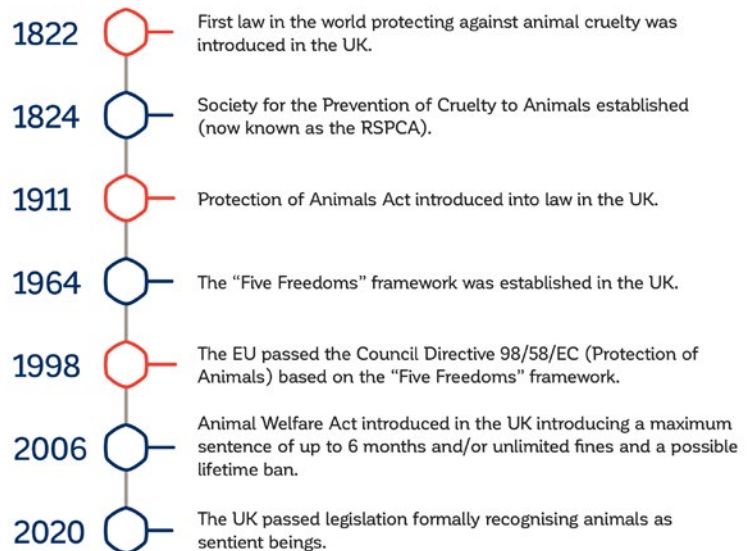 1822
First law in the world protecting against animal cruelty was
introduced in the UK.
1824
Society for the Prevention of Cruelty to Animals established
(now known as the RSPCA).
1911
Protection of Animals Act introduced into law in the UK.
1964
The “Five Freedoms” framework was established in the UK.
1998
The EU passed the Council Directive 98/58/EC (Protection of
Animals) based on the “Five Freedoms” framework.
2006
Animal Welfare Act introduced in the UK introducing a maximum
sentence of up to 6 months and/or unlimited fines and a possible
lifetime ban.
2020
The UK passed legislation formally recognising animals as
sentient beings.